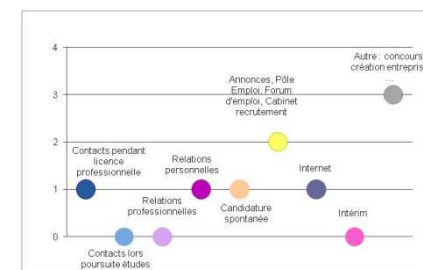 4
Autre : concours
création entrepris
...
Annonces, Pôle
Emploi, Forum
d'emploi, Cabinet
recrutement
3
2
Contacts pendant
licence
professionnelle
Relations
personnelles
Internet
1
Relations
professionnelles
Candidature
spontanée
Intérim
0
Contacts lors
poursuite études